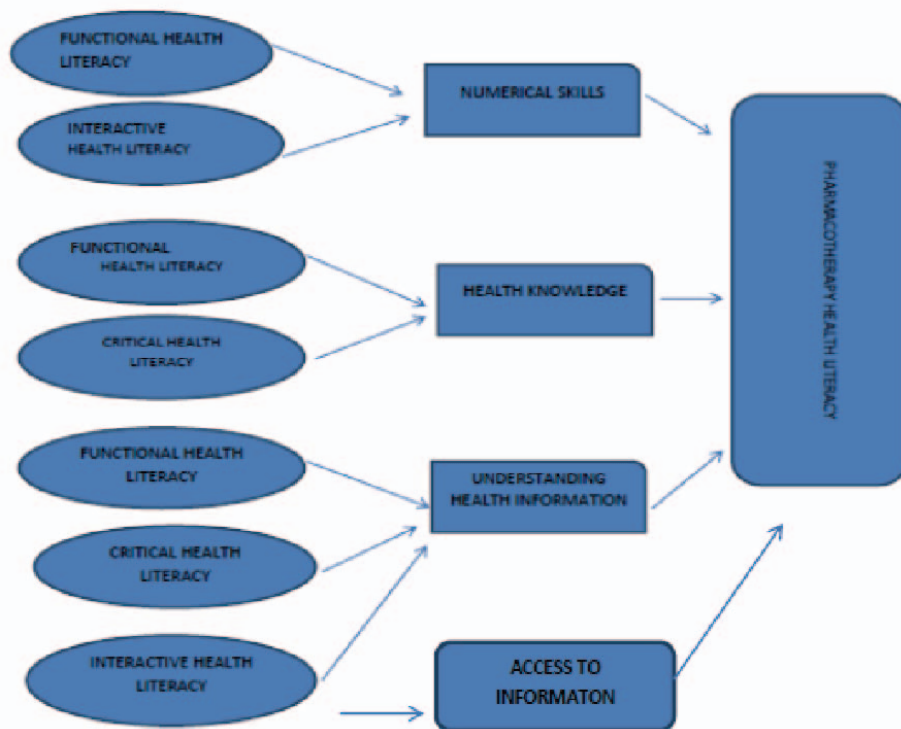 FUNCTIONAL HEALTH
LITERACY
NUMERICAL SKILLS
INTERACTIVE
HEALTH LITERACY
PHARMACOTHERAPY HEALTH LITERACY
FUNCTIONAL
HEALTH LITERACY
HEALTH KNOWLEDGE
CRITICAL HEALTH
LITERACY
FUNCTIONAL HEALTH
LITERACY
UNDERSTANDING
HEALTH INFORMATION
CRITICAL HEALTH
LITERACY
INTERACTIVE HEALTH
LITERACY
ACCESS TO
INFORMATON